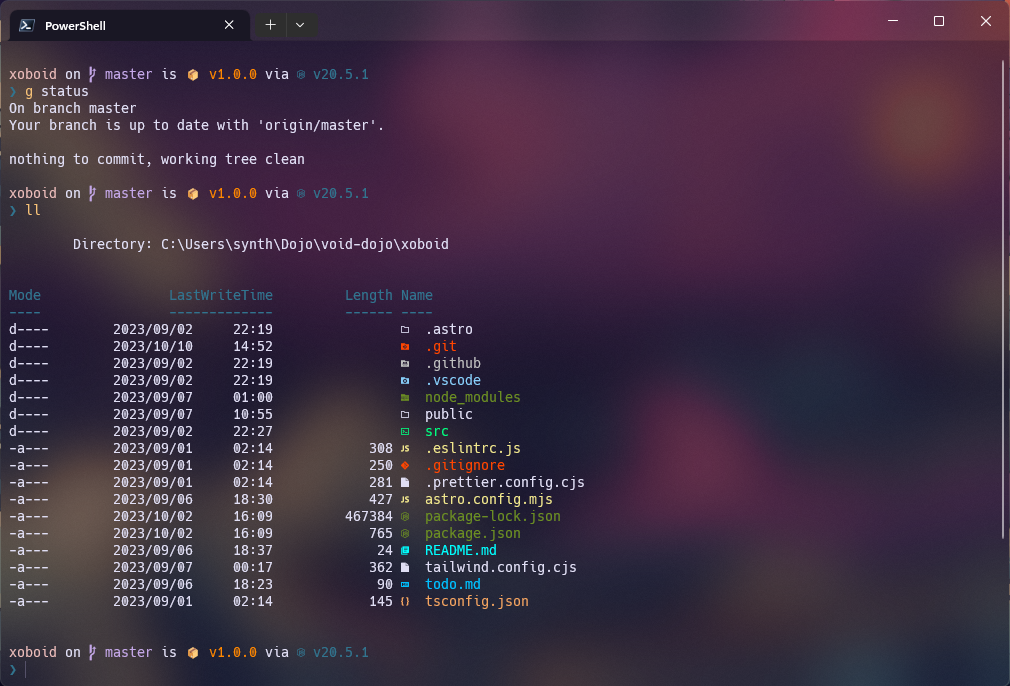 PowerShell
xoboid on master is 📦 v1.0.0 via v20.5.1
❯ g status
On branch master
Your branch is up to date with 'origin/master'.
nothing to commit, working tree clean
xoboid on master is 📦 v1.0.0 via v20.5.1
❯ ll
Directory: C:\Users\synth\Dojo\void-dojo\xoboid
Mode LastWriteTime Length Name
---- ------------- ------ ----
d---- 2023/09/02 22:19 .astro
d---- 2023/10/10 14:52 .git
d---- 2023/09/02 22:19 .github
d---- 2023/09/02 22:19 .vscode
d---- 2023/09/07 01:00 node_modules
d---- 2023/09/07 10:55 public
d---- 2023/09/02 22:27 src
-a--- 2023/09/01 02:14 308 JS .eslintrc.js
-a--- 2023/09/01 02:14 250 .gitignore
-a--- 2023/09/01 02:14 281 .prettier.config.cjs
-a--- 2023/09/06 18:30 427 JS astro.config.mjs
-a--- 2023/10/02 16:09 467384 package-lock.json
-a--- 2023/10/02 16:09 765 package.json
-a--- 2023/09/06 18:37 24 README.md
-a--- 2023/09/07 00:17 362 tailwind.config.cjs
-a--- 2023/09/06 18:23 90 todo.md
-a--- 2023/09/01 02:14 145 {} tsconfig.json
xoboid on master is 📦 v1.0.0 via v20.5.1
❯